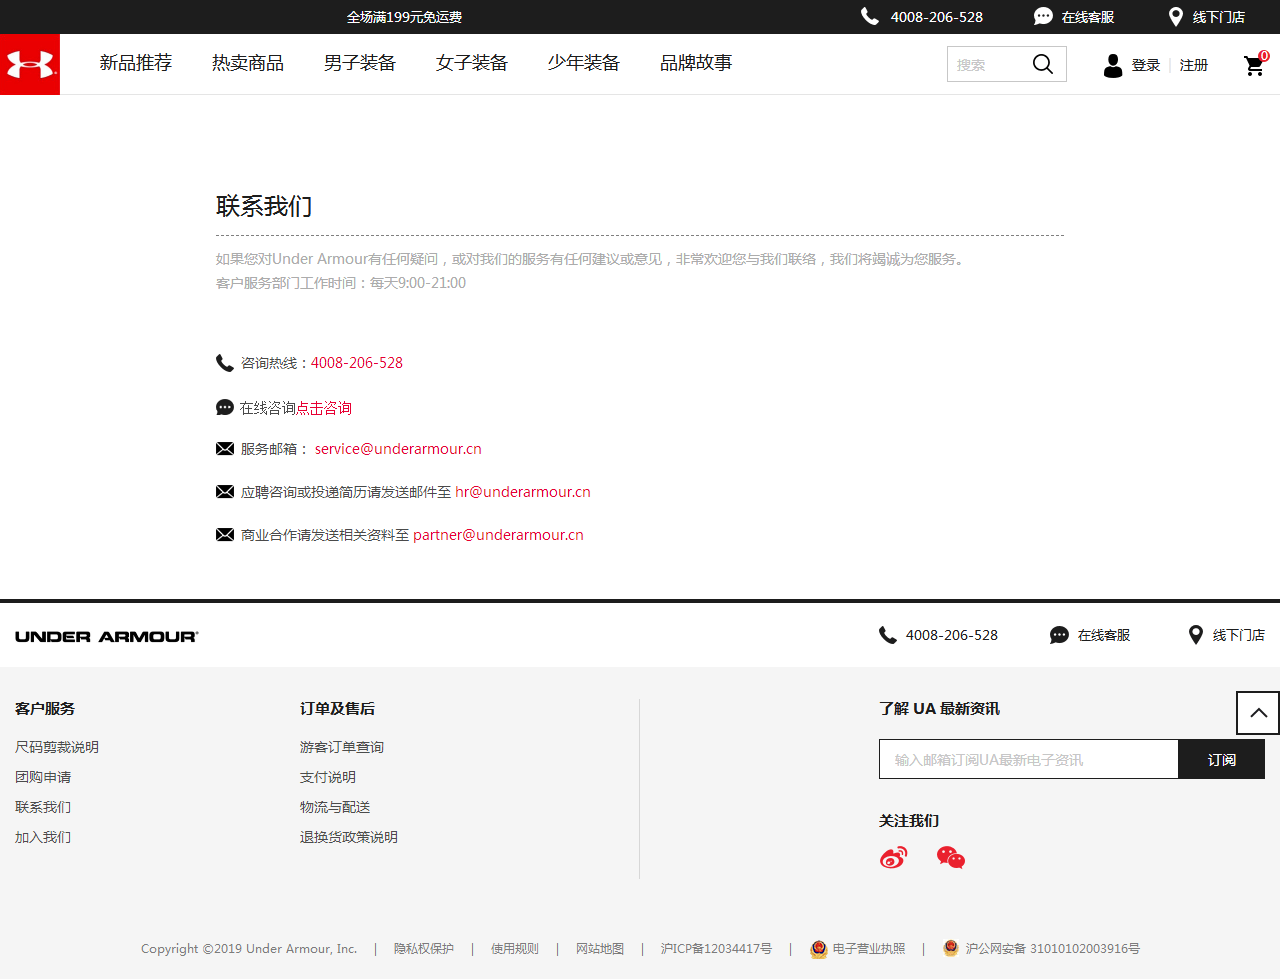 全场满199元免运费
4008-206-528
在线客服
线下门店
新品推荐
热卖商品
男子装备
女子装备
少年装备
品牌故事
搜索
登录 | 注册
0
联系我们
如果您对Under Armour有任何疑问，或对我们的服务有任何建议或意见，非常欢迎您与我们联络，我们将竭诚为您服务。
客户服务部门工作时间：每天9:00-21:00
咨询热线：4008-206-528
在线咨询点击咨询
服务邮箱： service@underarmour.cn
应聘咨询或投递简历请发送邮件至 hr@underarmour.cn
商业合作请发送相关资料至 partner@underarmour.cn
UNDER ARMOUR
4008-206-528
在线客服
线下门店
客户服务
尺码剪裁说明
团购申请
联系我们
加入我们
订单及售后
游客订单查询
支付说明
物流与配送
退换货政策说明
了解 UA 最新资讯
输入邮箱订阅UA最新电子资讯
订阅
关注我们
Copyright ©2019 Under Armour, Inc. | 隐私权保护 | 使用规则 | 网站地图 | 沪ICP备12034417号 | 电子营业执照 | 沪公网安备 31010102003916号